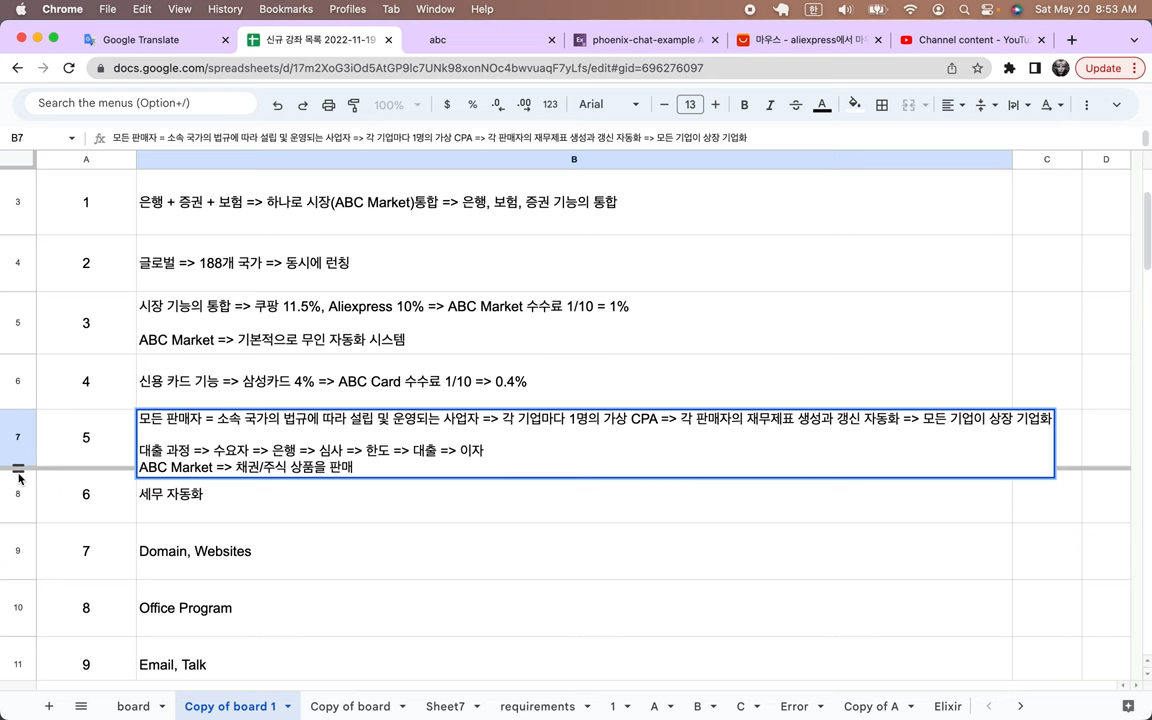 Chrome File Edit View History Bookmarks Profiles Tab Window Help 한 Sat May 20 8:53 AM
Google Translate 신규 강좌 목록 2022-11-19 abc Ex phoenix-chat-example 마우스 - aliexpress에서 Channel content - YouTu
docs.google.com/spreadsheets/d/17m2XoG3iOd5AtGP9lc7UNk98xonNOc4bwvuaqF7yLfs/edit#gid=696276097 Update
Search the menus (Option+/) 100% $ % .0 .00 123 Arial 13 B I S A
B7 fx 모든 판매자 = 소속 국가의 법규에 따라 설립 및 운영되는 사업자 => 각 기업마다 1명의 가상 CPA => 각 판매자의 재무제표 생성과 갱신 자동화 => 모든 기업이 상장 기업화
A B C D
3 1 은행 + 증권 + 보험 => 하나로 시장(ABC Market)통합 => 은행, 보험, 증권 기능의 통합
4 2 글로벌 => 188개 국가 => 동시에 런칭
시장 기능의 통합 => 쿠팡 11.5%, Aliexpress 10% => ABC Market 수수료 1/10 = 1%
5 3
ABC Market => 기본적으로 무인 자동화 시스템
6 4 신용 카드 기능 => 삼성카드 4% => ABC Card 수수료 1/10 => 0.4%
모든 판매자 = 소속 국가의 법규에 따라 설립 및 운영되는 사업자 => 각 기업마다 1명의 가상 CPA => 각 판매자의 재무제표 생성과 갱신 자동화 => 모든 기업이 상장 기업화
7 5
대출 과정 => 수요자 => 은행 => 심사 => 한도 => 대출 => 이자
ABC Market => 채권/주식 상품을 판매
8 6 세무 자동화
9 7 Domain, Websites
10 8 Office Program
11 9 Email, Talk
board Copy of board 1 Copy of board Sheet7 requirements 1 A B C Error Copy of A Elixir